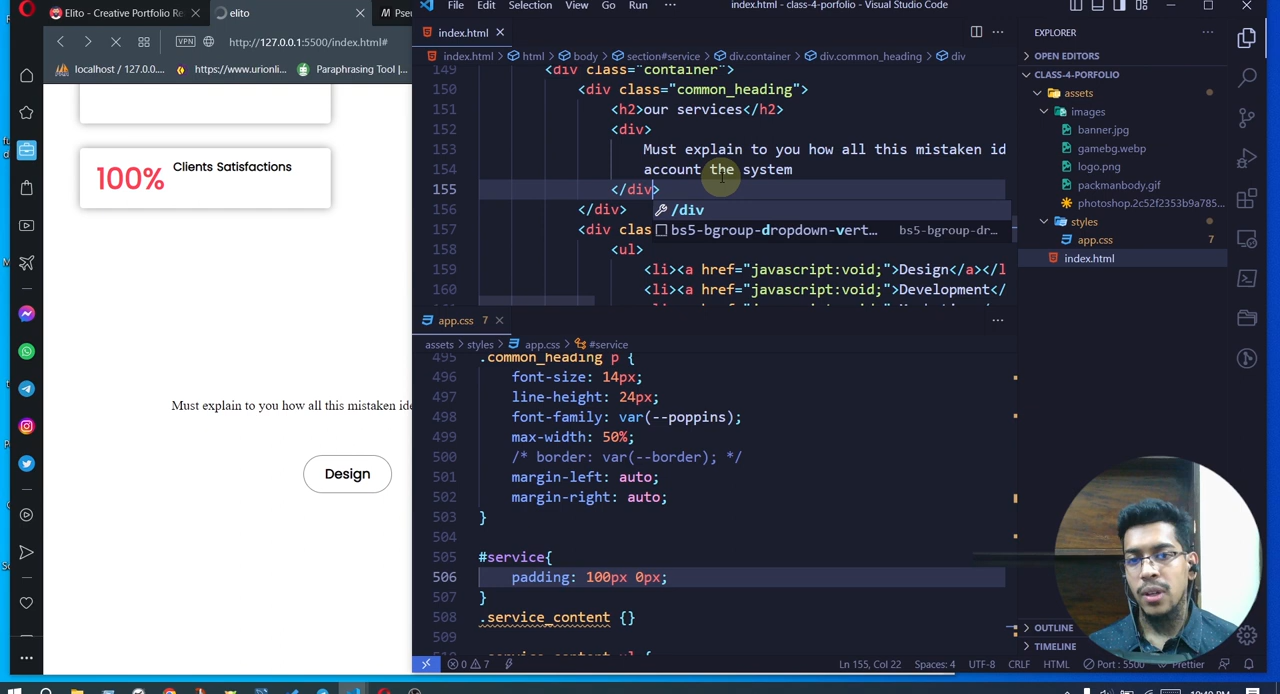 File Edit Selection View Go Run ··· index.html - class-4-porfolio - Visual Studio Code
Elito - Creative Portfolio Re
elito
M Pseu
VPN http://127.0.0.1:5500/index.html#
localhost / 127.0....
https://www.urionli...
Paraphrasing Tool |...
100%
Clients Satisfactions
Must explain to you how all this mistaken ide
Design
index.html
index.html > html > body > section#service > div.container > div.common_heading > div
149 <div class="container">
150 <div class="common_heading">
151 <h2>our services</h2>
152 <div>
153 Must explain to you how all this mistaken id
154 account the system
155 </div>
156 </div>
157 <div clas
158 <ul>
159 <li><a href="javascript:void;">Design</a></l
160 <li><a href="javascript:void;">Development</
/div
bs5-bgroup-dropdown-vert... bs5-bgroup-dr...
app.css 7
assets > styles > app.css > #service
495 .common_heading p {
496 font-size: 14px;
497 line-height: 24px;
498 font-family: var(--poppins);
499 max-width: 50%;
500 /* border: var(--border); */
501 margin-left: auto;
502 margin-right: auto;
503 }
504
505 #service{
506 padding: 100px 0px;
507 }
508 .service_content {}
509
EXPLORER
OPEN EDITORS
CLASS-4-PORFOLIO
assets
images
banner.jpg
gamebg.webp
logo.png
packmanbody.gif
photoshop.2c52f2353b9a785...
styles
app.css 7
index.html
OUTLINE
TIMELINE
0 7 Ln 155, Col 22 Spaces: 4 UTF-8 CRLF HTML Port : 5500 Prettier